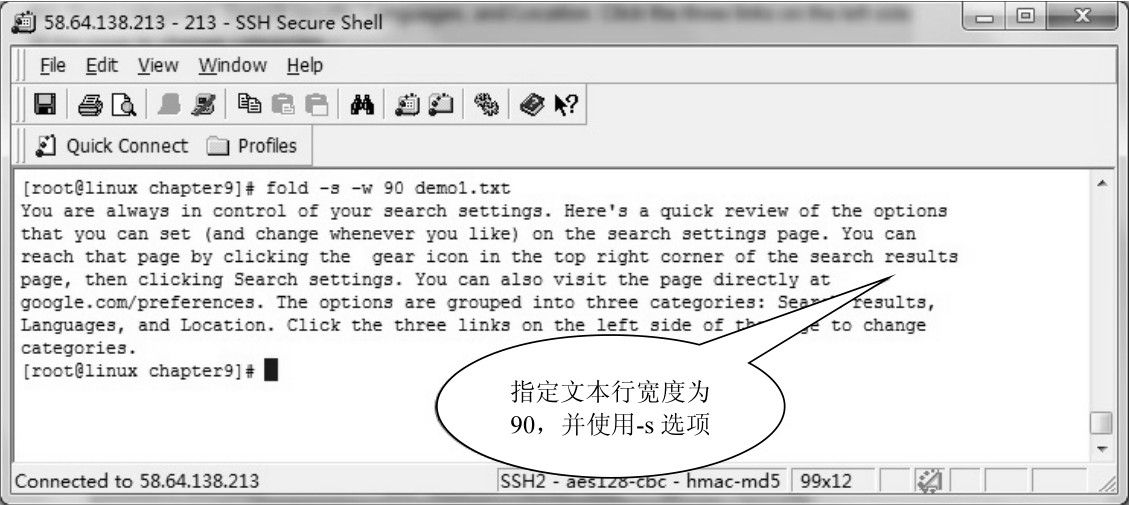 58.64.138.213 - 213 - SSH Secure Shell
File Edit View Window Help
Quick Connect Profiles
[root@linux chapter9]# fold -s -w 90 demo1.txt
You are always in control of your search settings. Here's a quick review of the options
that you can set (and change whenever you like) on the search settings page. You can
reach that page by clicking the  gear icon in the top right corner of the search results
page, then clicking Search settings. You can also visit the page directly at
google.com/preferences. The options are grouped into three categories: Search results,
Languages, and Location. Click the three links on the left side of the page to change
categories.
[root@linux chapter9]#
指定文本行宽度为
90，并使用-s 选项
Connected to 58.64.138.213 SSH2 - aes128-cbc - hmac-md5 99x12